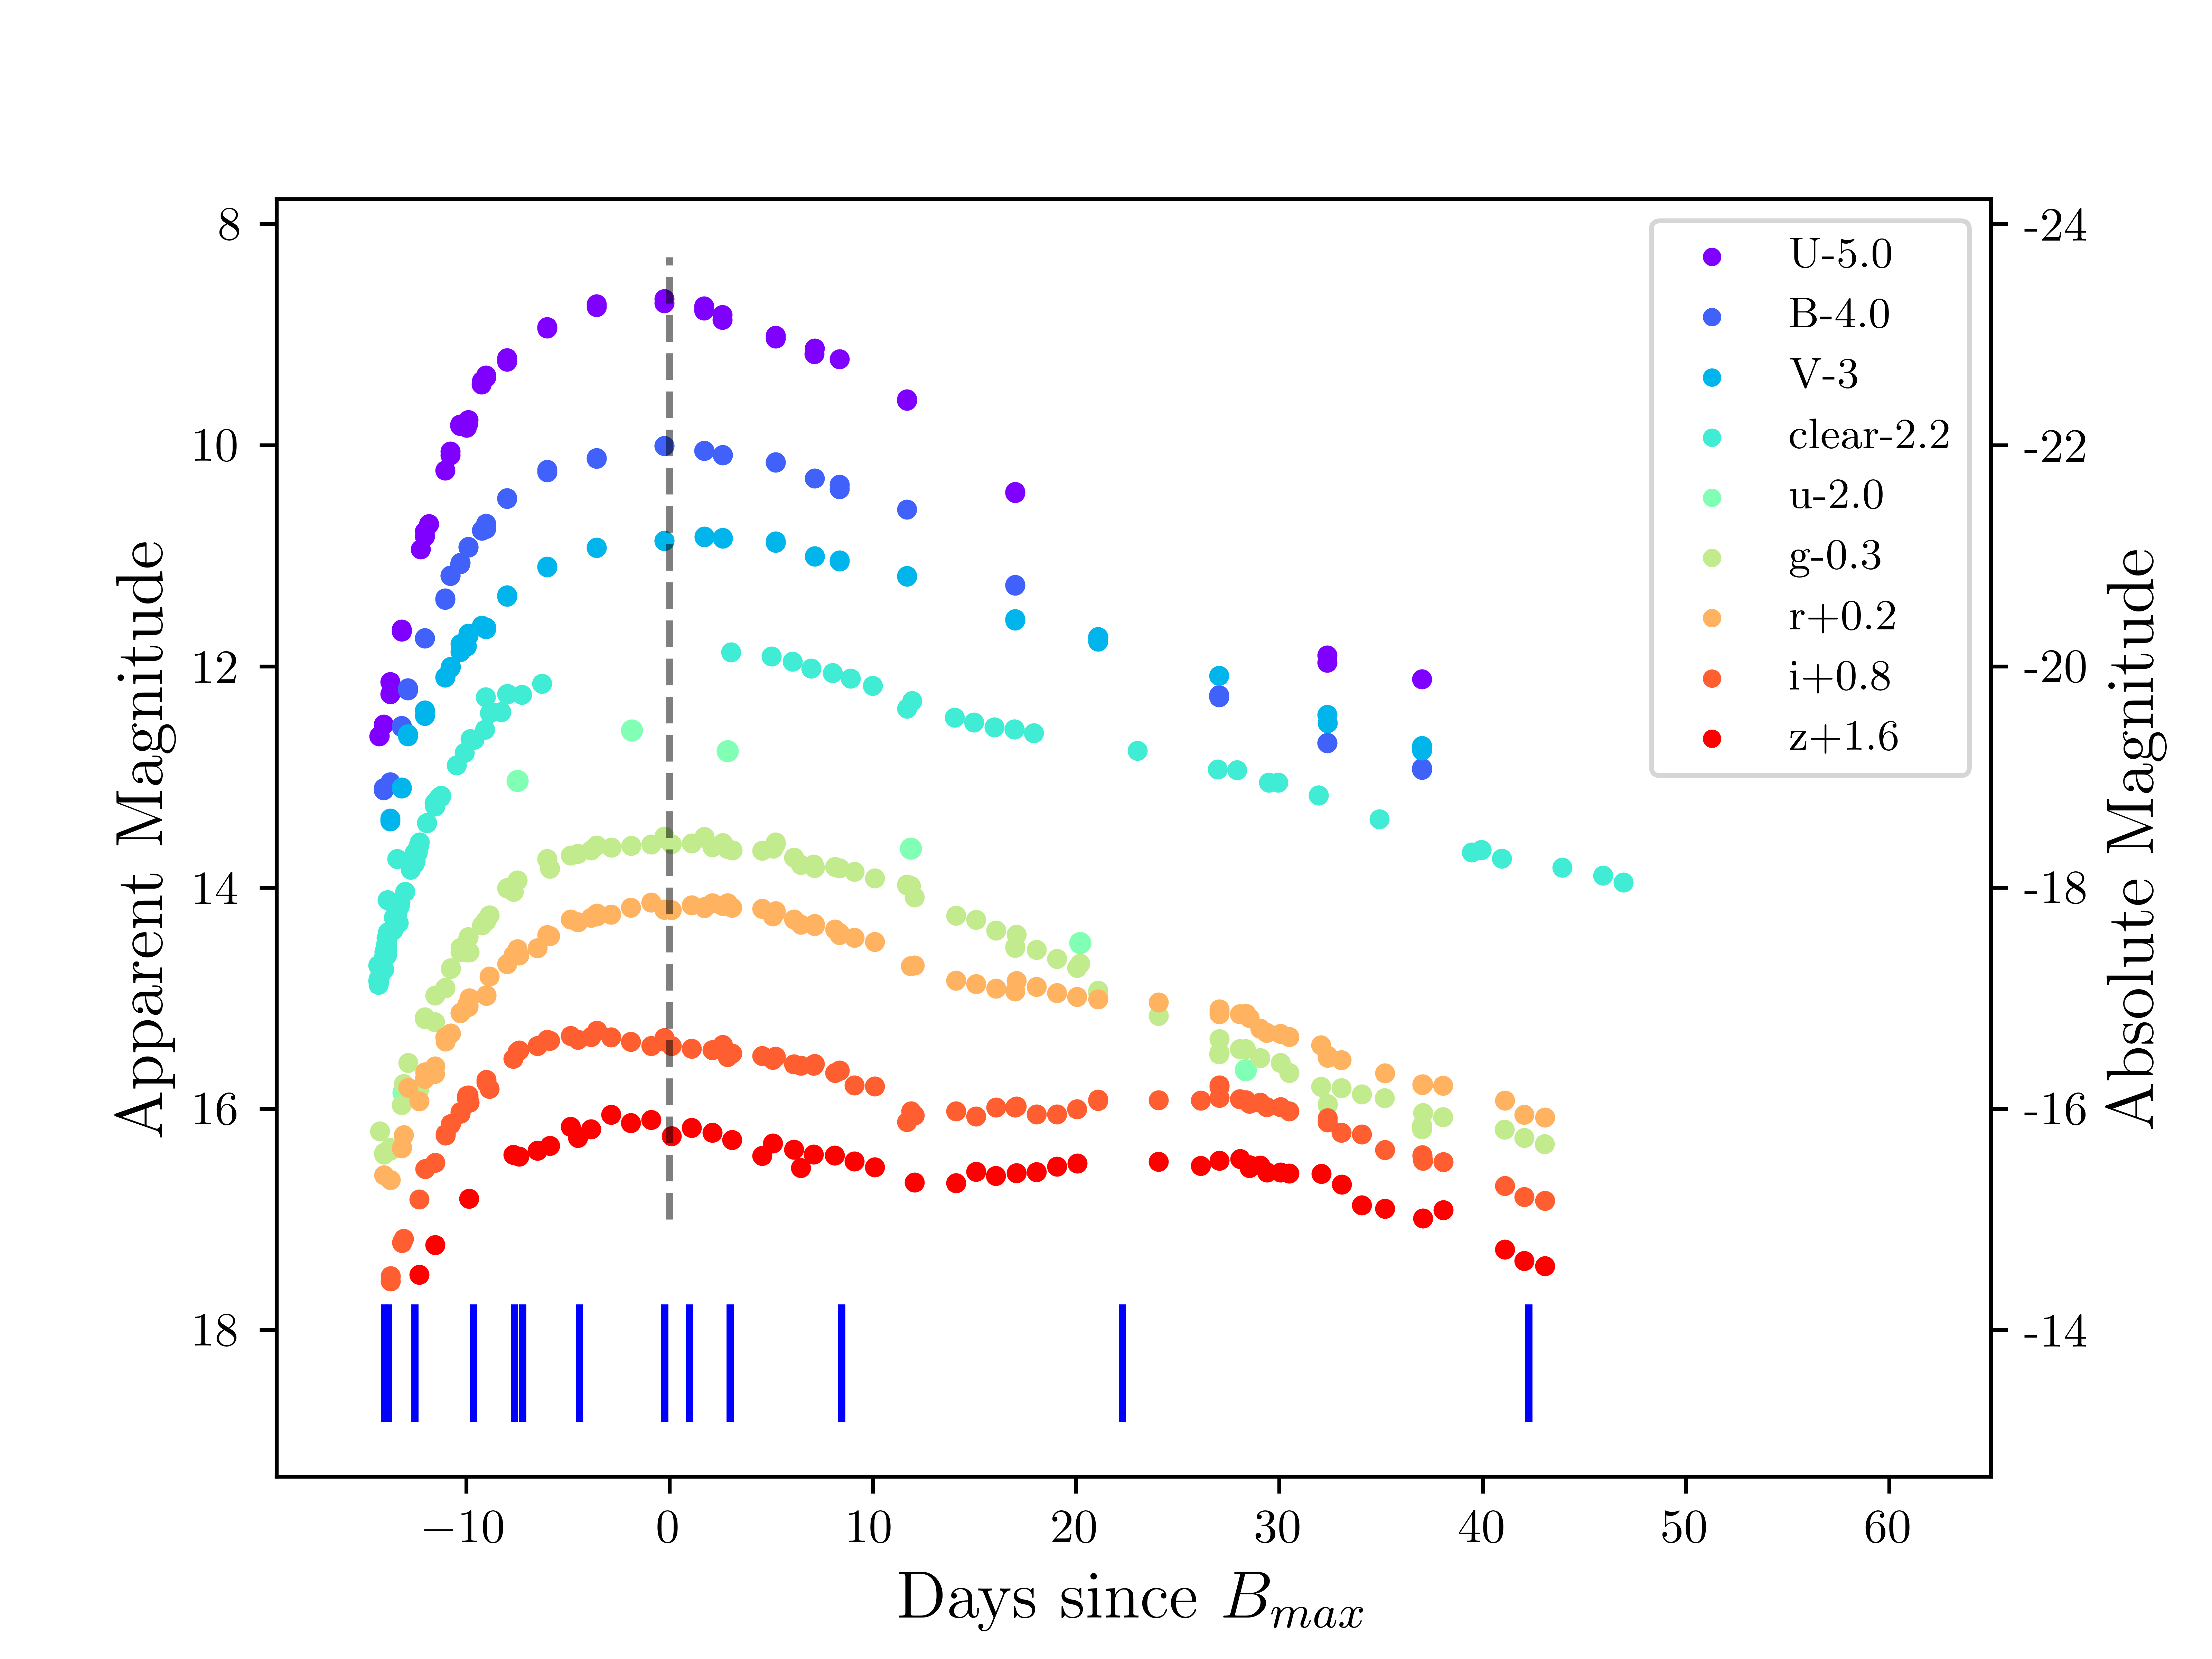 8
10
12
14
16
18
Apparent Magnitude
-24
-22
-20
-18
-16
-14
Absolute Magnitude
U-5.0
B-4.0
V-3
clear-2.2
u-2.0
g-0.3
r+0.2
i+0.8
z+1.6
−10 0 10 20 30 40 50 60
Days since B_max